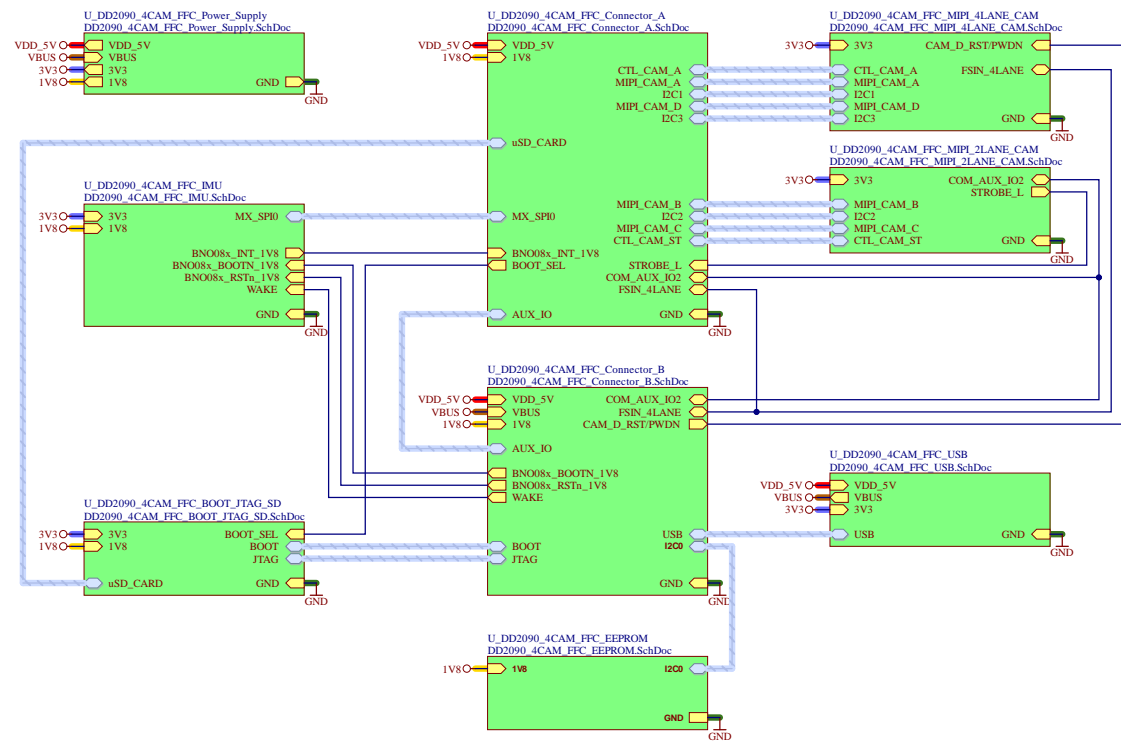 U_DD2090_4CAM_FFC_Power_Supply
DD2090_4CAM_FFC_Power_Supply.SchDoc
VDD_5V VDD_5V
VBUS VBUS
3V3 3V3
1V8 1V8 GND
GND
U_DD2090_4CAM_FFC_Connector_A
DD2090_4CAM_FFC_Connector_A.SchDoc
VDD_5V VDD_5V
1V8 1V8
CTL_CAM_A
MIPI_CAM_A
I2C1
MIPI_CAM_D
I2C3
uSD_CARD
MX_SPI0
MIPI_CAM_B
I2C2
MIPI_CAM_C
CTL_CAM_ST
BNO08x_INT_1V8
BOOT_SEL STROBE_L
COM_AUX_IO2
FSIN_4LANE
AUX_IO GND
GND
U_DD2090_4CAM_FFC_MIPI_4LANE_CAM
DD2090_4CAM_FFC_MIPI_4LANE_CAM.SchDoc
3V3 3V3 CAM_D_RST/PWDN
CTL_CAM_A FSIN_4LANE
MIPI_CAM_A
I2C1
MIPI_CAM_D
I2C3 GND
GND
U_DD2090_4CAM_FFC_MIPI_2LANE_CAM
DD2090_4CAM_FFC_MIPI_2LANE_CAM.SchDoc
3V3 3V3 COM_AUX_IO2
STROBE_L
MIPI_CAM_B
I2C2
MIPI_CAM_C
CTL_CAM_ST GND
GND
U_DD2090_4CAM_FFC_IMU
DD2090_4CAM_FFC_IMU.SchDoc
3V3 3V3 MX_SPI0
1V8 1V8
BNO08x_INT_1V8
BNO08x_BOOTN_1V8
BNO08x_RSTn_1V8
WAKE
GND
GND
U_DD2090_4CAM_FFC_Connector_B
DD2090_4CAM_FFC_Connector_B.SchDoc
VDD_5V VDD_5V COM_AUX_IO2
VBUS VBUS FSIN_4LANE
1V8 1V8 CAM_D_RST/PWDN
AUX_IO
BNO08x_BOOTN_1V8
BNO08x_RSTn_1V8
WAKE
USB
BOOT I2C0
JTAG
GND
GND
U_DD2090_4CAM_FFC_USB
DD2090_4CAM_FFC_USB.SchDoc
VDD_5V VDD_5V
VBUS VBUS
3V3 3V3
USB GND
GND
U_DD2090_4CAM_FFC_BOOT_JTAG_SD
DD2090_4CAM_FFC_BOOT_JTAG_SD.SchDoc
3V3 3V3 BOOT_SEL
1V8 1V8 BOOT
JTAG
uSD_CARD GND
GND
U_DD2090_4CAM_FFC_EEPROM
DD2090_4CAM_FFC_EEPROM.SchDoc
1V8 1V8 I2C0
GND
GND